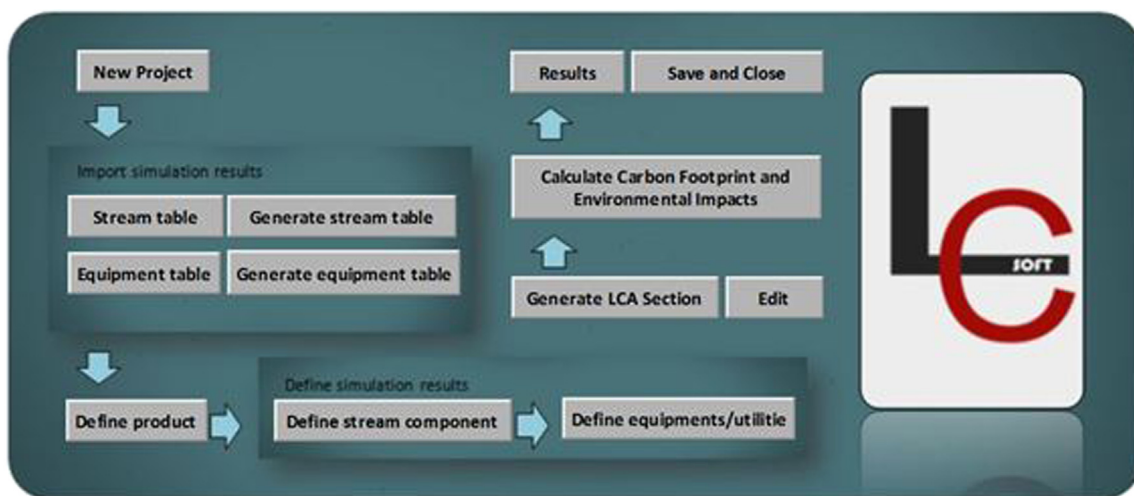 New Project
Import simulation results
Stream table
Generate stream table
Equipment table
Generate equipment table
Define product
Define simulation results
Define stream component
Define equipments/utilitie
Generate LCA Section
Edit
Calculate Carbon Footprint and
Environmental Impacts
Results
Save and Close
LC
SOFT